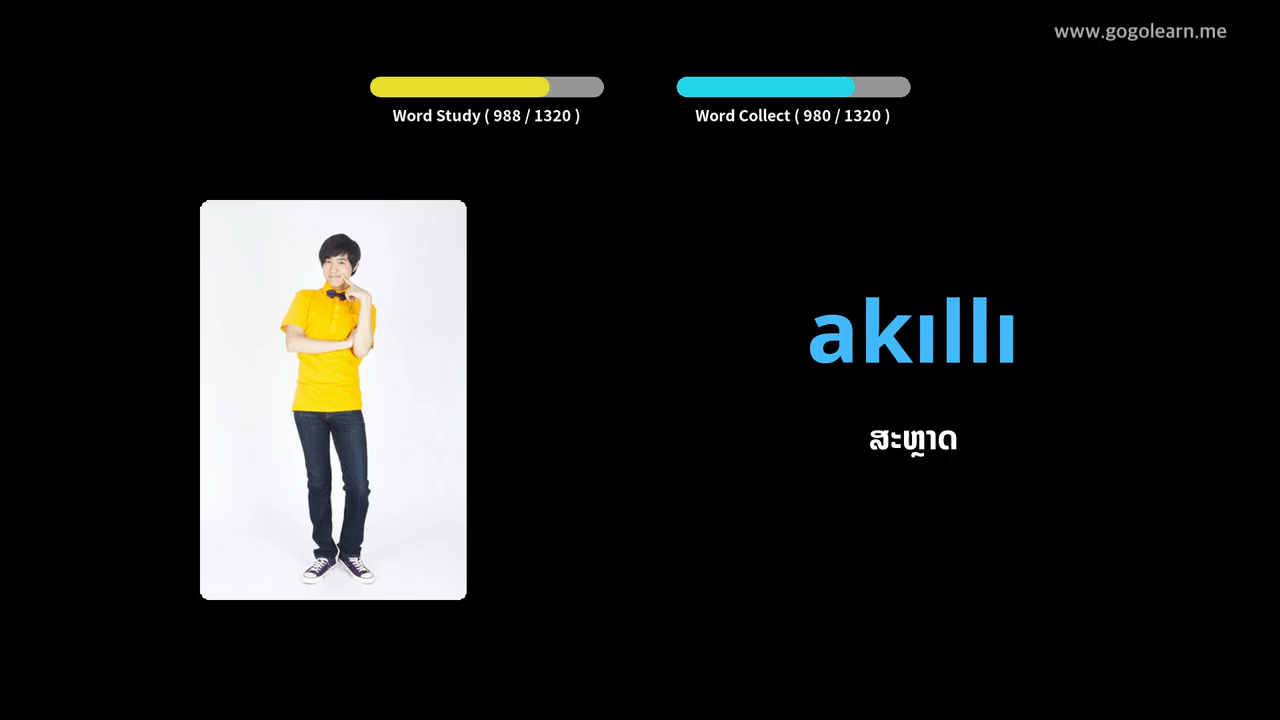 www.gogolearn.me
Word Study ( 988 / 1320 )
Word Collect ( 980 / 1320 )
akıllı
ສະຫຼາດ